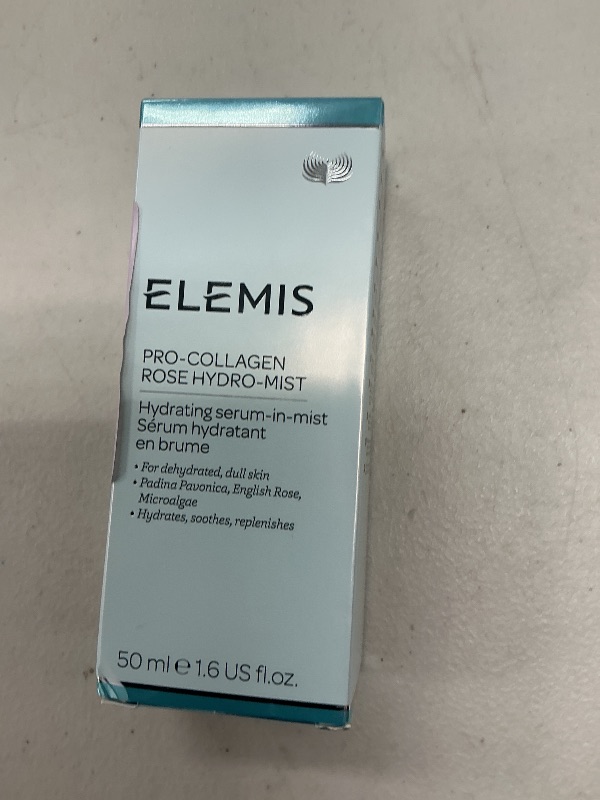 ELEMIS
PRO-COLLAGEN
ROSE HYDRO-MIST
Hydrating serum-in-mist
Sérum hydratant
en brume
• For dehydrated, dull skin
• Padina Pavonica, English Rose,
Microalgae
• Hydrates, soothes, replenishes
50 ml ℮ 1.6 US fl.oz.